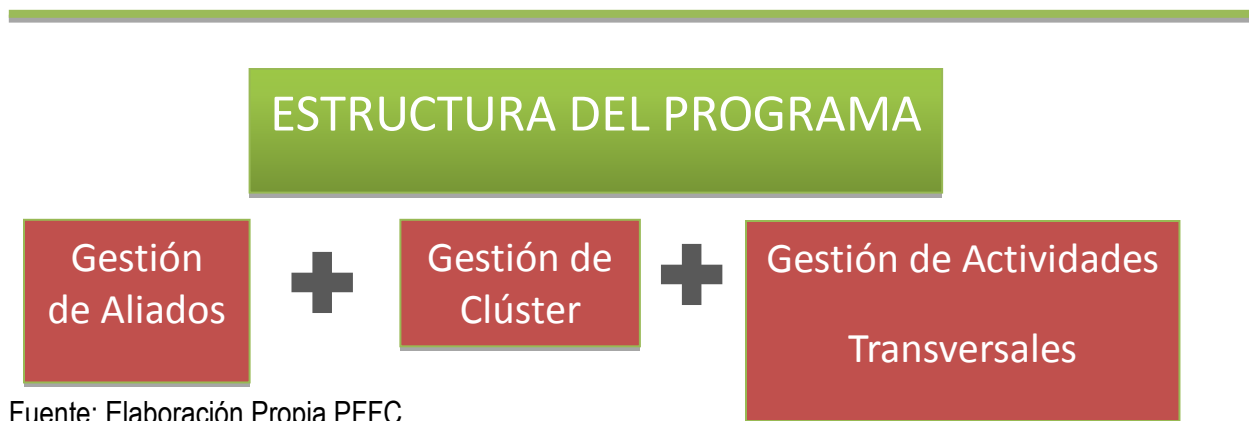 ESTRUCTURA DEL PROGRAMA
Gestión
de Aliados
Gestión de
Clúster
Gestión de Actividades
Transversales
Fuente: Elaboración Propia PFFC